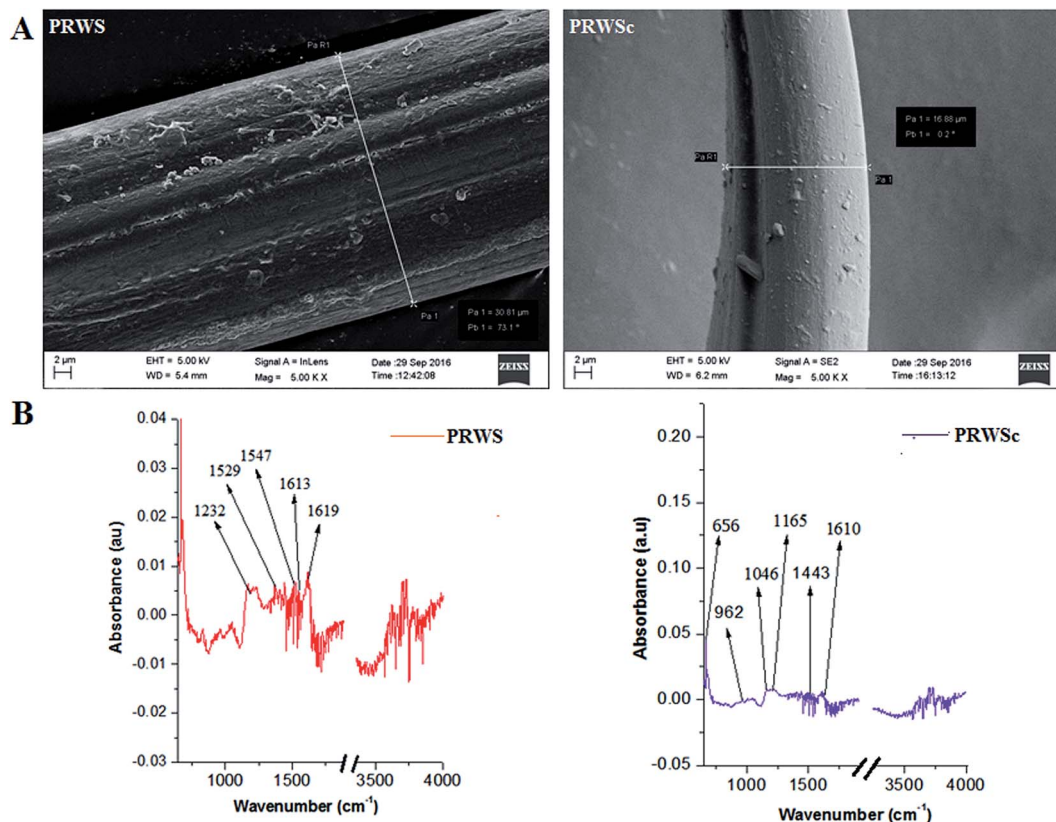 A
PRWS
Pa R1
Pa 1
Pa 1 = 30.81 µm
Pb 1 = 73.1 °
2 µm
EHT = 5.00 kV
WD = 5.4 mm
Signal A = InLens
Mag = 5.00 K X
Date :29 Sep 2016
Time :12:42:08
ZEISS
PRWSc
Pa 1 = 16.88 µm
Pb 1 = 0.2 °
Pa R1
Pa 1
2 µm
EHT = 5.00 kV
WD = 6.2 mm
Signal A = SE2
Mag = 5.00 K X
Date :29 Sep 2016
Time :16:13:12
ZEISS
B
PRWS
1547
1529
1613
1232
1619
0.04
0.03
0.02
0.01
0.00
-0.01
-0.02
-0.03
Absorbance (au)
1000
1500
3500
4000
Wavenumber (cm-1)
PRWSc
656
1165
1610
1046
1443
962
0.20
0.15
0.10
0.05
0.00
-0.05
Absorbance (a.u)
1000
1500
3500
4000
Wavenumber (cm-1)